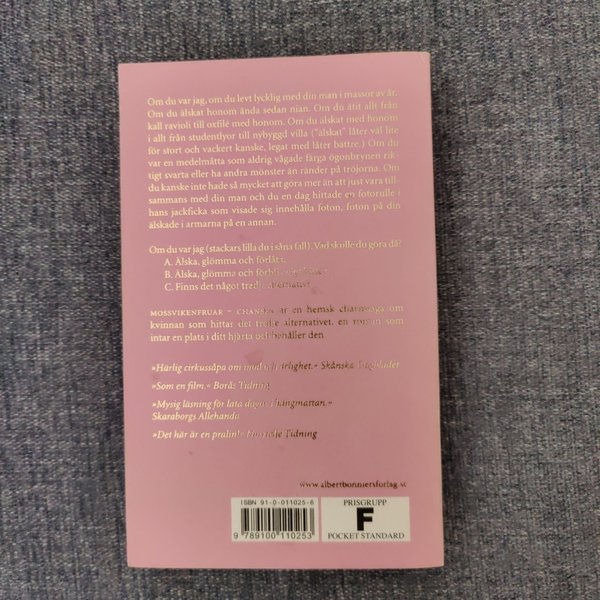 Om du var jag, om du levt lycklig med din man i massor av år.
Om du älskat honom ända sedan nian. Om du ätit allt från
kall ravioli till oxfilé med honom. Om du älskat med honom
i allt från studentlyor till nybyggd villa ("älskat" låter väl lite
för stort och vackert kanske, legat med låter bättre.) Om du
var en medelmåtta som aldrig vågade färga ögonbrynen rik-
tigt svarta eller ha andra mönster än ränder på tröjorna. Om
du kanske inte hade så mycket att göra mer än att just vara till-
sammans med din man och du en dag hittade en fotorulle i
hans jackficka som visade sig innehålla foton, foton på din
älskade i armarna på en annan.
Om du var jag (stackars lilla du i såna fall). Vad skulle du göra då?
A. Älska, glömma och förlåta.
B. Älska, glömma och
C. Finns det något tredje alternativ?
MOSSVIKENFRUAR – CHANSEN är en hemsk charmsaga om
kvinnan som hittar det tredje alternativet, en roman som
intar en plats i ditt hjärta och behåller den.
»Härlig cirkussåpa om mod och ärlighet.« Skånska Dagbladet
»Som en film.« Borås Tidning
»Mysig läsning för lata dagar i hängmattan.«
Skaraborgs Allehanda
»Det här är en pralin!« Norrtelje Tidning
www.albertbonniersforlag.se
ISBN 91-0-011025-6
PRISGRUPP
F
POCKET STANDARD
9 789100 110253